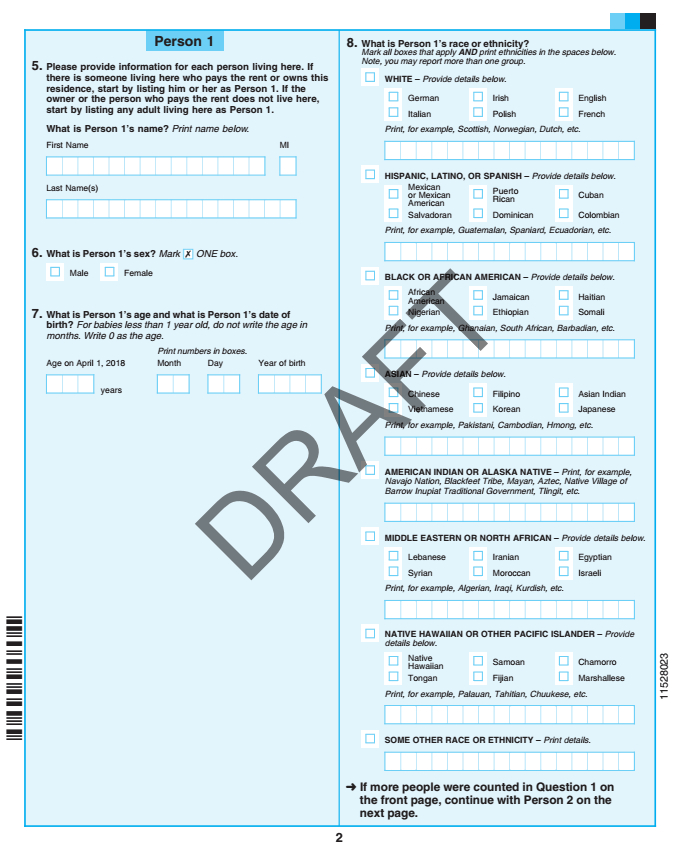 Person 1
5. Please provide information for each person living here. If
there is someone living here who pays the rent or owns this
residence, start by listing him or her as Person 1. If the
owner or the person who pays the rent does not live here,
start by listing any adult living here as Person 1.
What is Person 1's name? Print name below.
First Name MI
Last Name(s)
6. What is Person 1's sex? Mark ✗ ONE box.
Male Female
7. What is Person 1's age and what is Person 1's date of
birth? For babies less than 1 year old, do not write the age in
months. Write 0 as the age.
Print numbers in boxes.
Age on April 1, 2018 Month Day Year of birth
years
8. What is Person 1's race or ethnicity?
Mark all boxes that apply AND print ethnicities in the spaces below.
Note, you may report more than one group.
WHITE – Provide details below.
German Irish English
Italian Polish French
Print, for example, Scottish, Norwegian, Dutch, etc.
HISPANIC, LATINO, OR SPANISH – Provide details below.
Mexican
or Mexican
American
Puerto
Rican
Cuban
Salvadoran Dominican Colombian
Print, for example, Guatemalan, Spaniard, Ecuadorian, etc.
BLACK OR AFRICAN AMERICAN – Provide details below.
African
American
Jamaican Haitian
Nigerian Ethiopian Somali
Print, for example, Ghanaian, South African, Barbadian, etc.
ASIAN – Provide details below.
Chinese Filipino Asian Indian
Vietnamese Korean Japanese
Print, for example, Pakistani, Cambodian, Hmong, etc.
AMERICAN INDIAN OR ALASKA NATIVE – Print, for example,
Navajo Nation, Blackfeet Tribe, Mayan, Aztec, Native Village of
Barrow Inupiat Traditional Government, Tlingit, etc.
MIDDLE EASTERN OR NORTH AFRICAN – Provide details below.
Lebanese Iranian Egyptian
Syrian Moroccan Israeli
Print, for example, Algerian, Iraqi, Kurdish, etc.
NATIVE HAWAIIAN OR OTHER PACIFIC ISLANDER – Provide
details below.
Native
Hawaiian
Samoan Chamorro
Tongan Fijian Marshallese
Print, for example, Palauan, Tahitian, Chuukese, etc.
SOME OTHER RACE OR ETHNICITY – Print details.
➜ If more people were counted in Question 1 on
the front page, continue with Person 2 on the
next page.
DRAFT
11528023
2